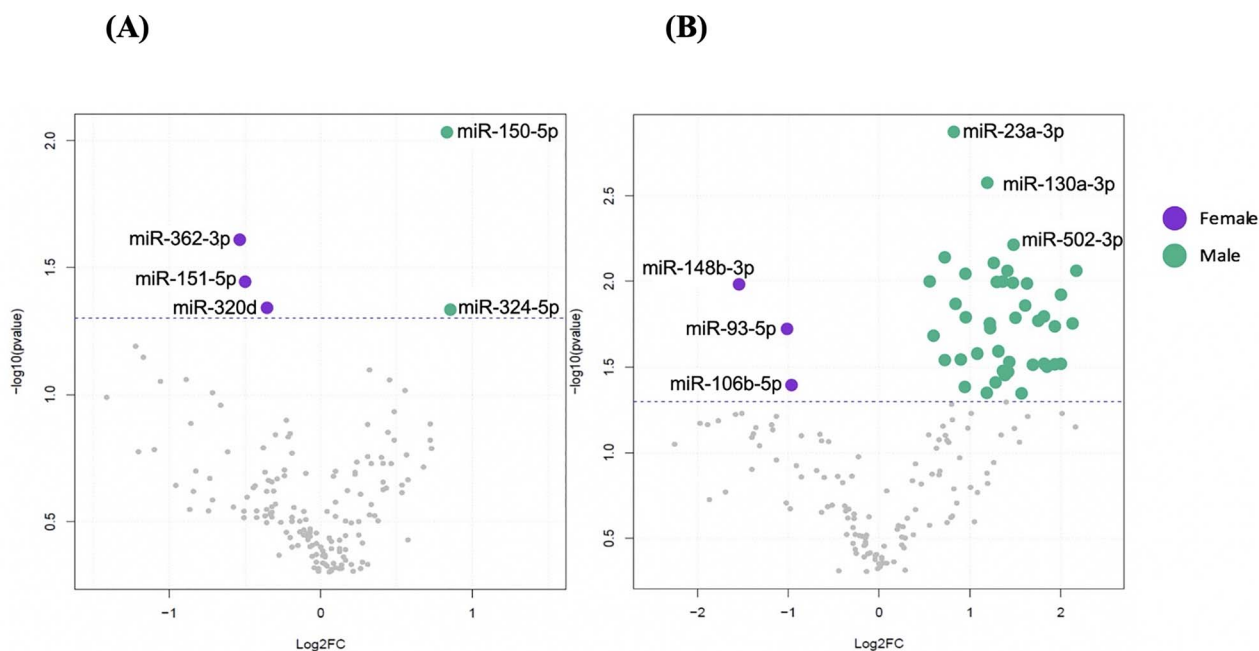 (A)
(B)
miR-150-5p
miR-362-3p
miR-151-5p
miR-320d
miR-324-5p
2.0
1.5
1.0
0.5
−log10(pvalue)
−1
0
1
Log2FC
miR-23a-3p
miR-130a-3p
miR-502-3p
miR-148b-3p
miR-93-5p
miR-106b-5p
2.5
2.0
1.5
1.0
0.5
−log10(pvalue)
−2
−1
0
1
2
Log2FC
Female
Male